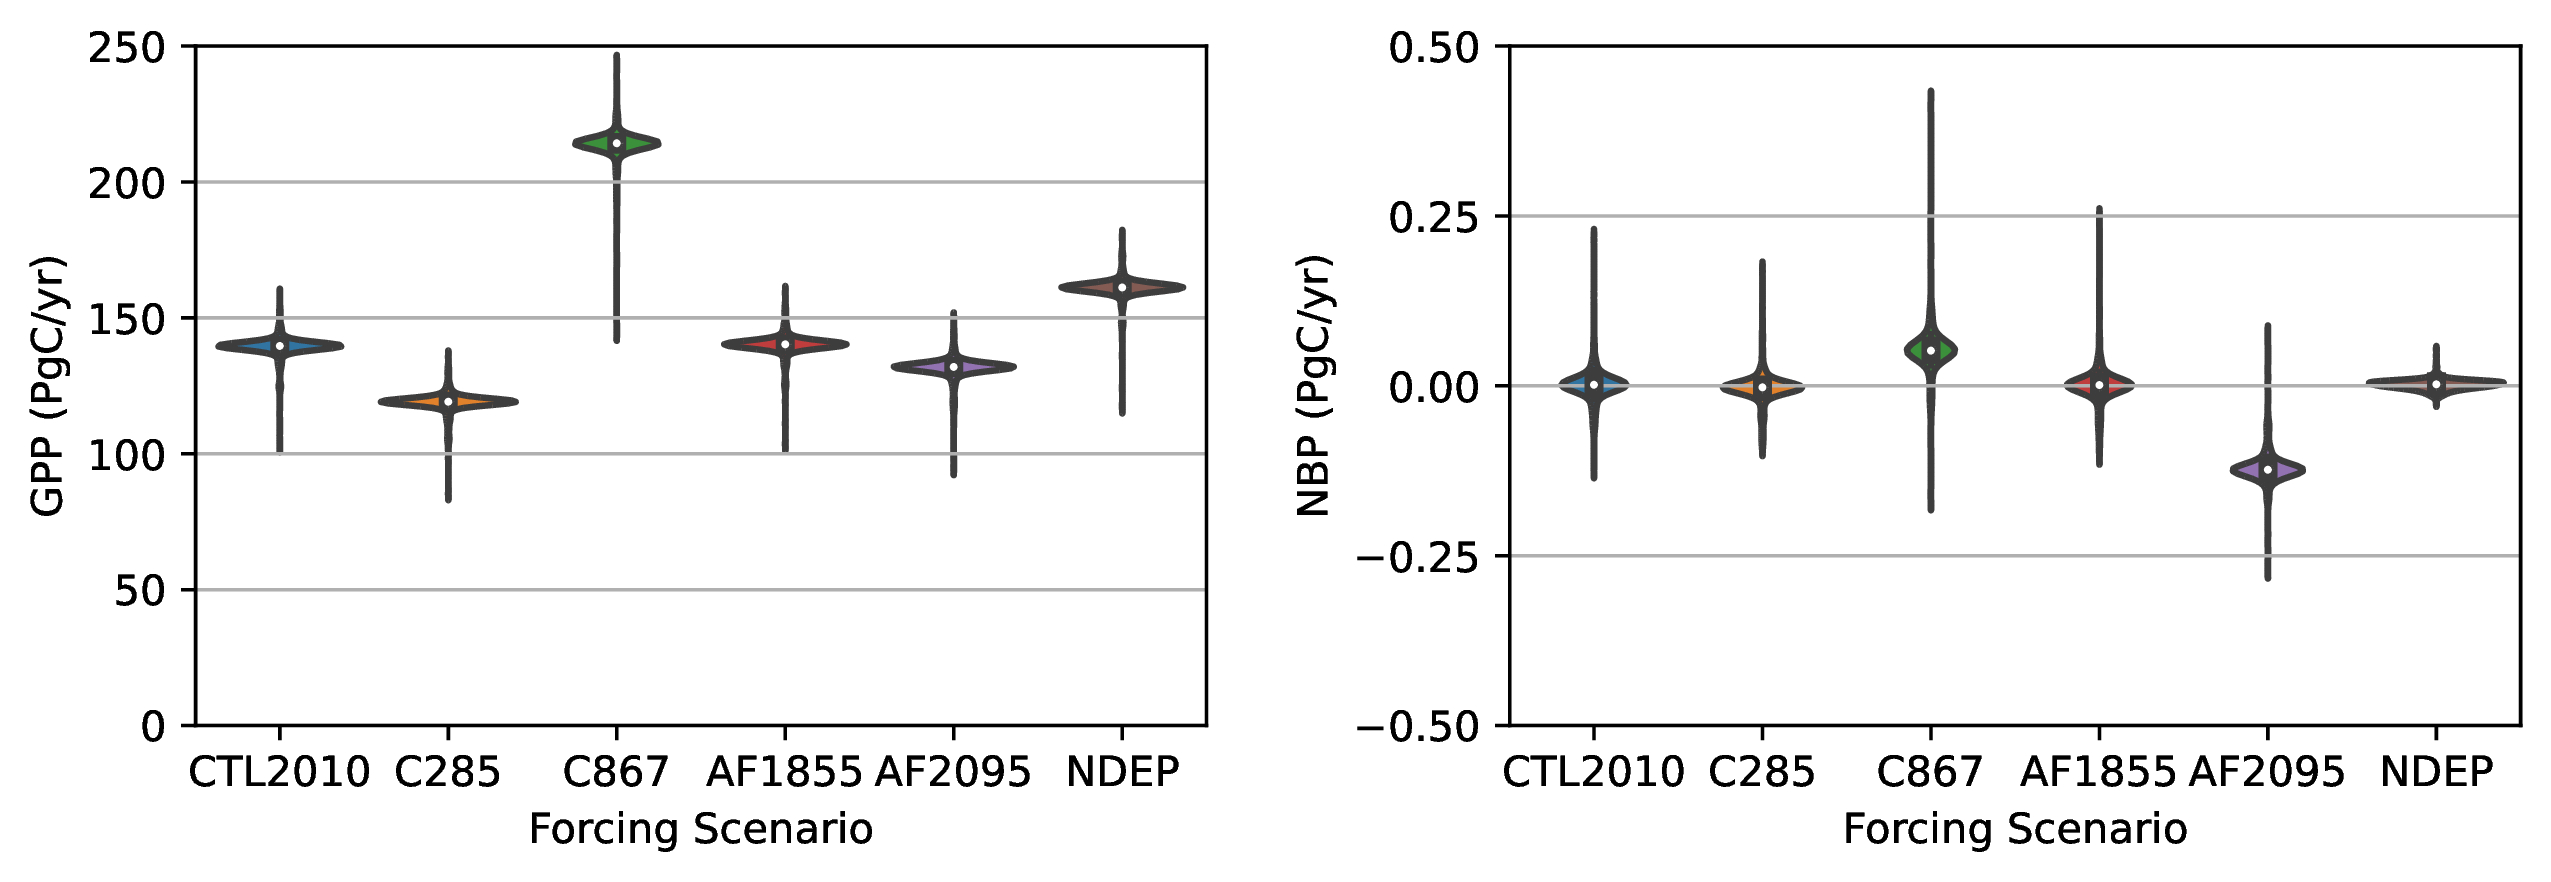 250
200
150
100
50
0
GPP (PgC/yr)
CTL2010 C285 C867 AF1855 AF2095 NDEP
Forcing Scenario
0.50
0.25
0.00
−0.25
−0.50
NBP (PgC/yr)
CTL2010 C285 C867 AF1855 AF2095 NDEP
Forcing Scenario